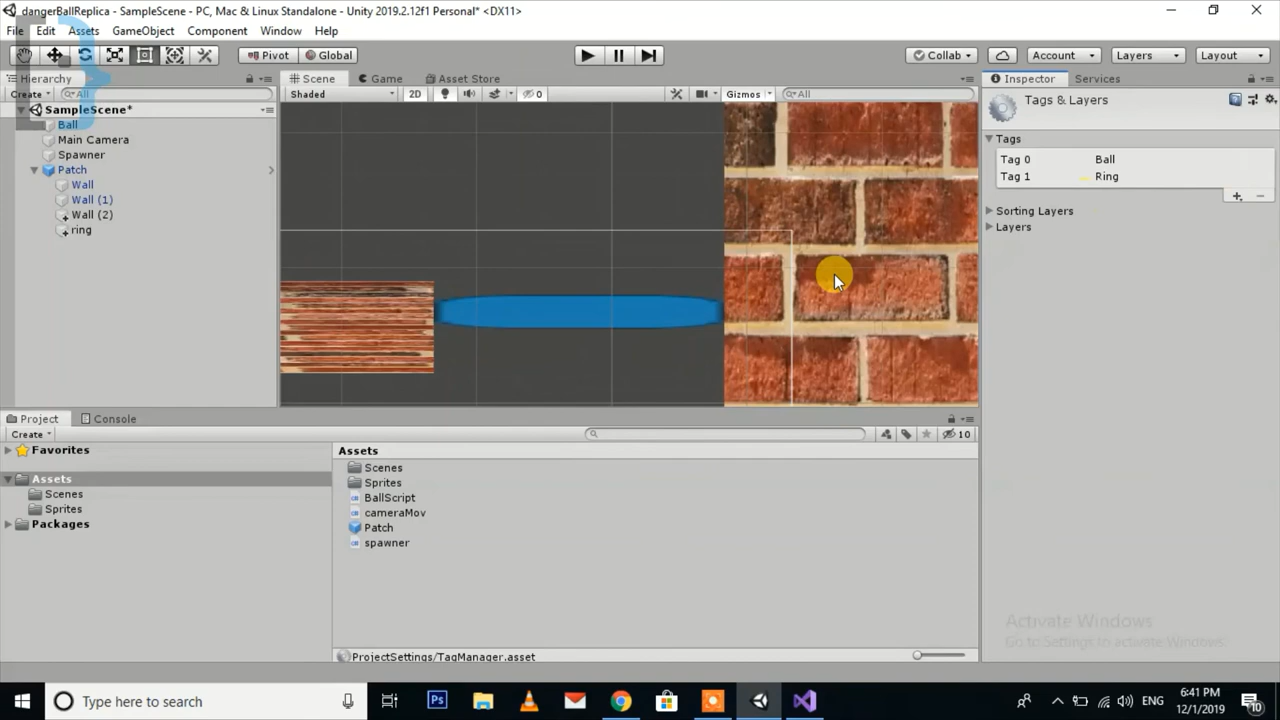 dangerBallReplica - SampleScene - PC, Mac & Linux Standalone - Unity 2019.2.12f1 Personal* <DX11>
File Edit Assets GameObject Component Window Help
Pivot Global Collab Account Layers Layout
Hierarchy Scene Game Asset Store Inspector Services
Create All Shaded 2D 0 Gizmos All
Tags & Layers
SampleScene*
Ball
Main Camera
Spawner
Patch
Wall
Wall (1)
Wall (2)
ring
Tags
Tag 0 Ball
Tag 1 Ring
Sorting Layers
Layers
Project Console
Create 10
Favorites
Assets
Scenes
Sprites
Packages
Assets
Scenes
Sprites
BallScript
cameraMov
Patch
spawner
Activate Windows
Go to Settings to activate Windows.
ProjectSettings/TagManager.asset
Type here to search
ENG
6:41 PM
12/1/2019
10